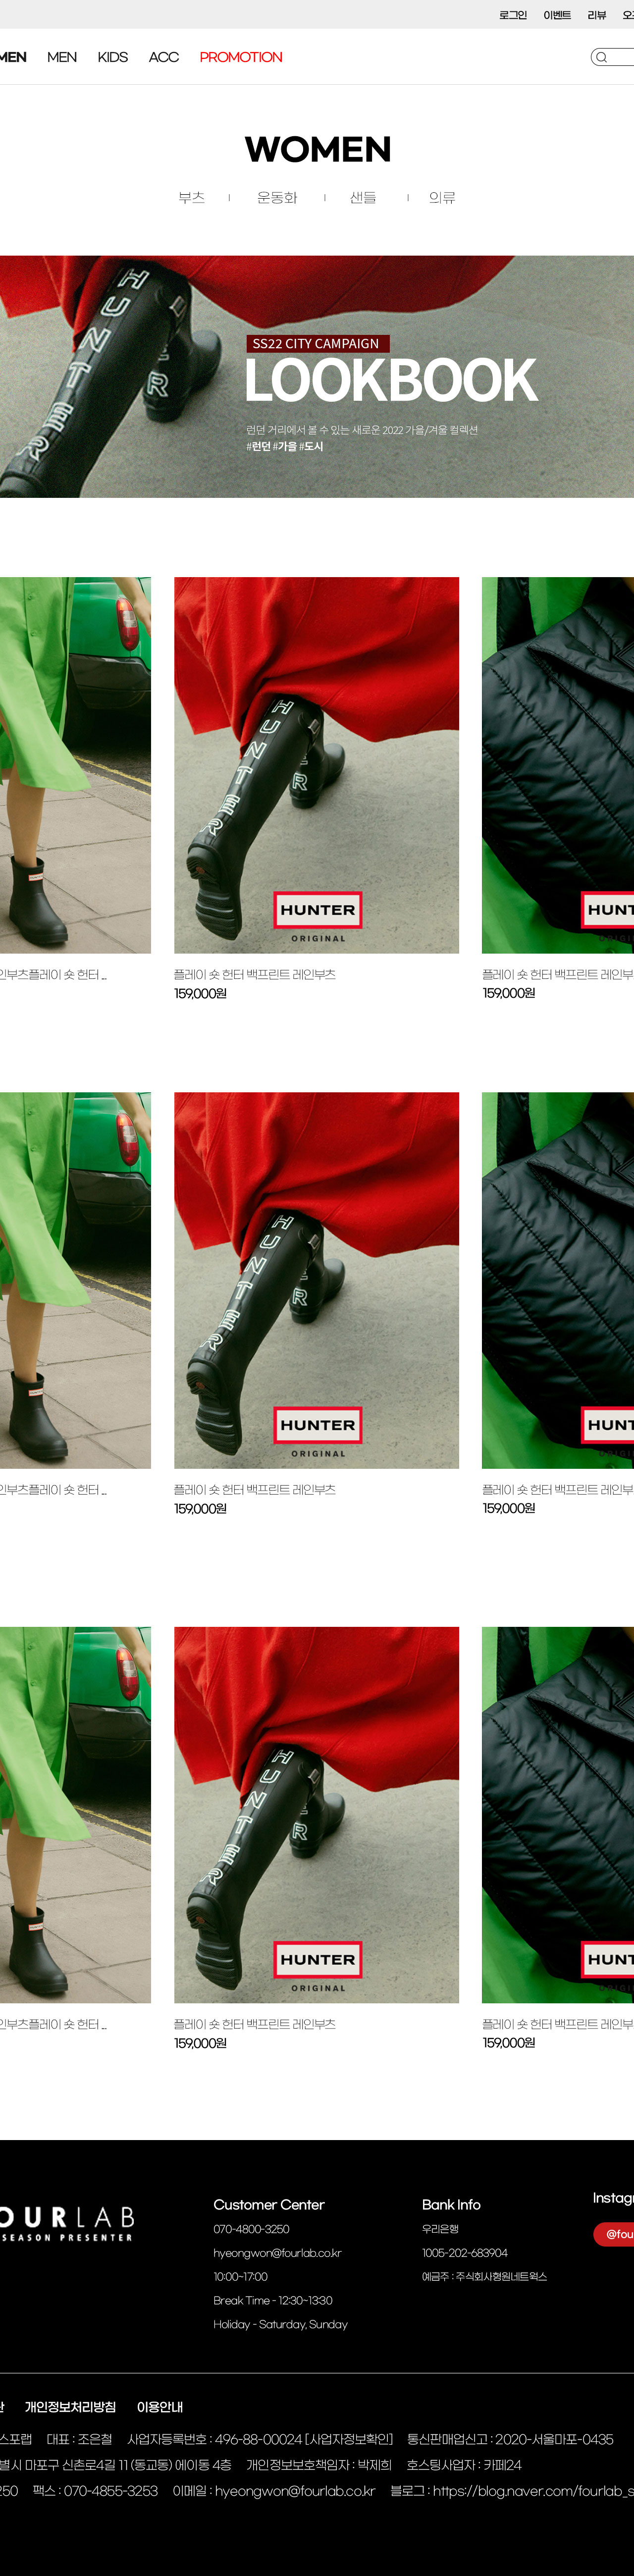 로그인 이벤트 리뷰
MEN MEN KIDS ACC PROMOTION
WOMEN
부츠 | 운동화 | 샌들 | 의류
HUNTER
SS22 CITY CAMPAIGN
LOOKBOOK
런던 거리에서 볼 수 있는 새로운 2022 가을/겨울 컬렉션
#런던 #가을 #도시
HUNTER
HUNTER
ORIGINAL
HUNT
인부츠플레이 숏 헌터 ...
플레이 숏 헌터 백프린트 레인부츠
159,000원
플레이 숏 헌터 백프린트 레인부
159,000원
HUNTER
HUNTER
ORIGINAL
HUNT
인부츠플레이 숏 헌터 ...
플레이 숏 헌터 백프린트 레인부츠
159,000원
플레이 숏 헌터 백프린트 레인부
159,000원
HUNTER
HUNTER
ORIGINAL
HUNT
인부츠플레이 숏 헌터 ...
플레이 숏 헌터 백프린트 레인부츠
159,000원
플레이 숏 헌터 백프린트 레인부
159,000원
OURLAB
SEASON PRESENTER
Customer Center
070-4800-3250
hyeongwon@fourlab.co.kr
10:00~17:00
Break Time - 12:30~13:30
Holiday - Saturday, Sunday
Bank Info
우리은행
1005-202-683904
예금주 : 주식회사형원네트웍스
Instag
@fou
개인정보처리방침 이용안내
스포랩 대표 : 조은철 사업자등록번호 : 496-88-00024 [사업자정보확인] 통신판매업신고 : 2020-서울마포-0435
별시 마포구 신촌로4길 11 (동교동) 에이동 4층 개인정보보호책임자 : 박제희 호스팅사업자 : 카페24
250 팩스 : 070-4855-3253 이메일 : hyeongwon@fourlab.co.kr 블로그 : https://blog.naver.com/fourlab_s